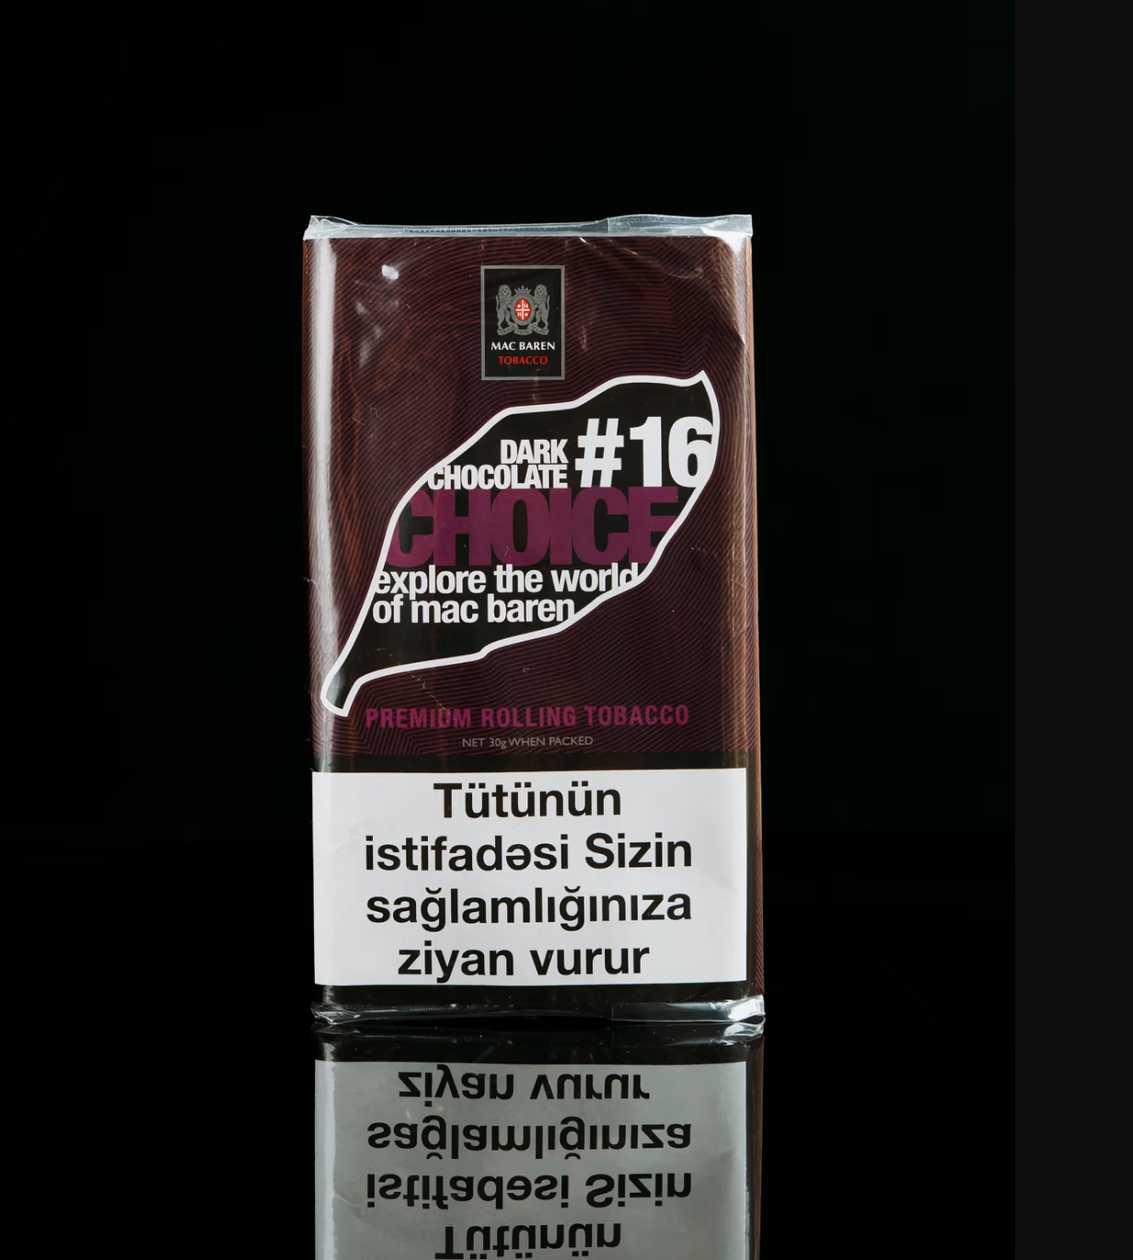 MAC BAREN
TOBACCO
DARK
CHOCOLATE
#16
CHOICE
explore the world
of mac baren
PREMIUM ROLLING TOBACCO
NET 30g WHEN PACKED
Tütünün
istifadəsi Sizin
sağlamlığınıza
ziyan vurur